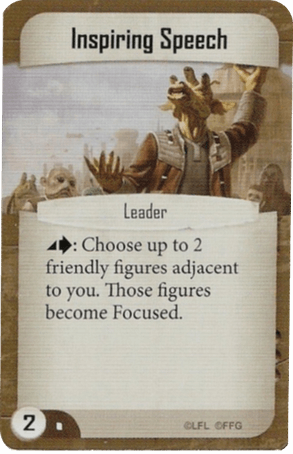 Inspiring Speech
Leader
: Choose up to 2
friendly figures adjacent
to you. Those figures
become Focused.
2
©LFL ©FFG